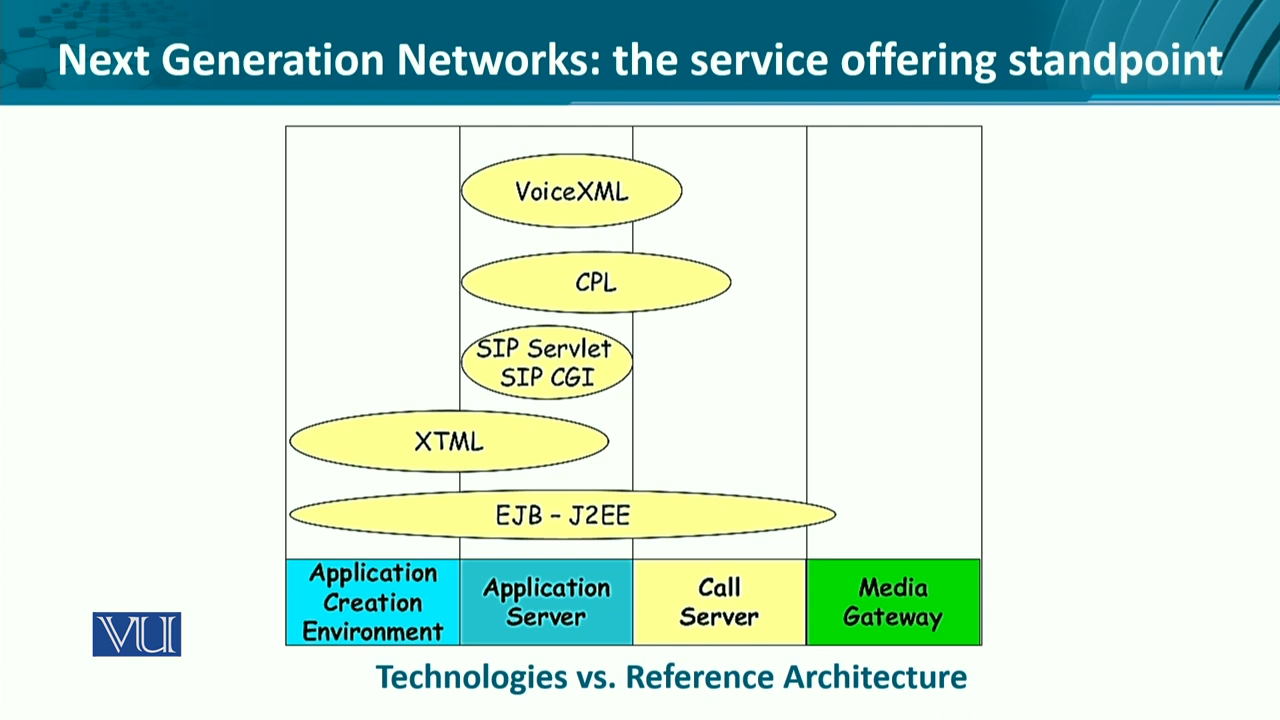 Next Generation Networks: the service offering standpoint
VoiceXML
CPL
SIP Servlet
SIP CGI
XTML
EJB – J2EE
Application
Creation
Environment
Application
Server
Call
Server
Media
Gateway
VU
Technologies vs. Reference Architecture